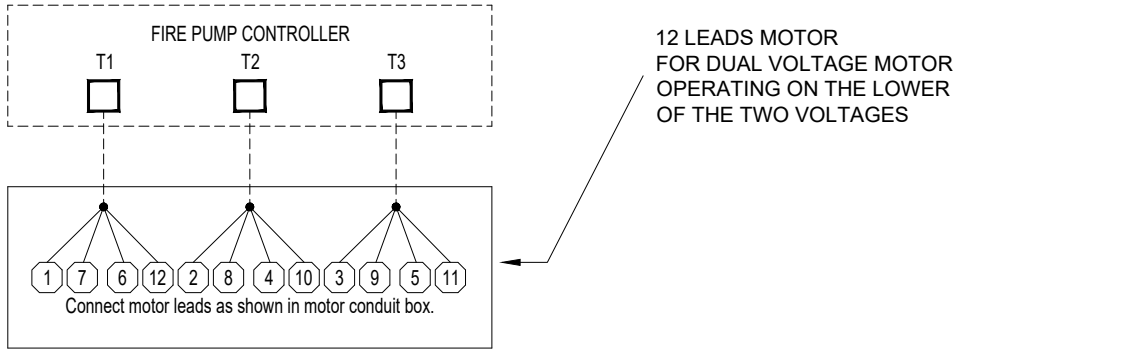 FIRE PUMP CONTROLLER
T1 T2 T3
12 LEADS MOTOR
FOR DUAL VOLTAGE MOTOR
OPERATING ON THE LOWER
OF THE TWO VOLTAGES
1 7 6 12 2 8 4 10 3 9 5 11
Connect motor leads as shown in motor conduit box.